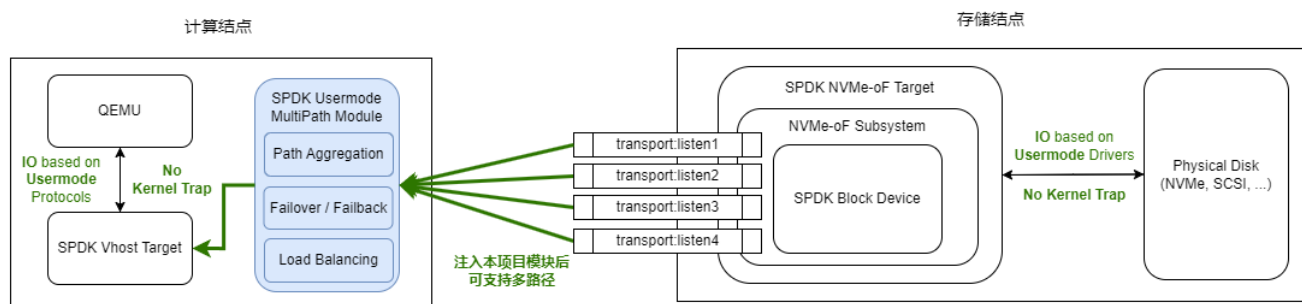 计算结点
存储结点
QEMU
IO based on
Usermode
Protocols
No
Kernel Trap
SPDK Vhost Target
SPDK Usermode
MultiPath Module
Path Aggregation
Failover / Failback
Load Balancing
注入本项目模块后
可支持多路径
transport:listen1
transport:listen2
transport:listen3
transport:listen4
SPDK NVMe-oF Target
NVMe-oF Subsystem
SPDK Block Device
IO based on
Usermode Drivers
No Kernel Trap
Physical Disk
(NVMe, SCSI, ...)